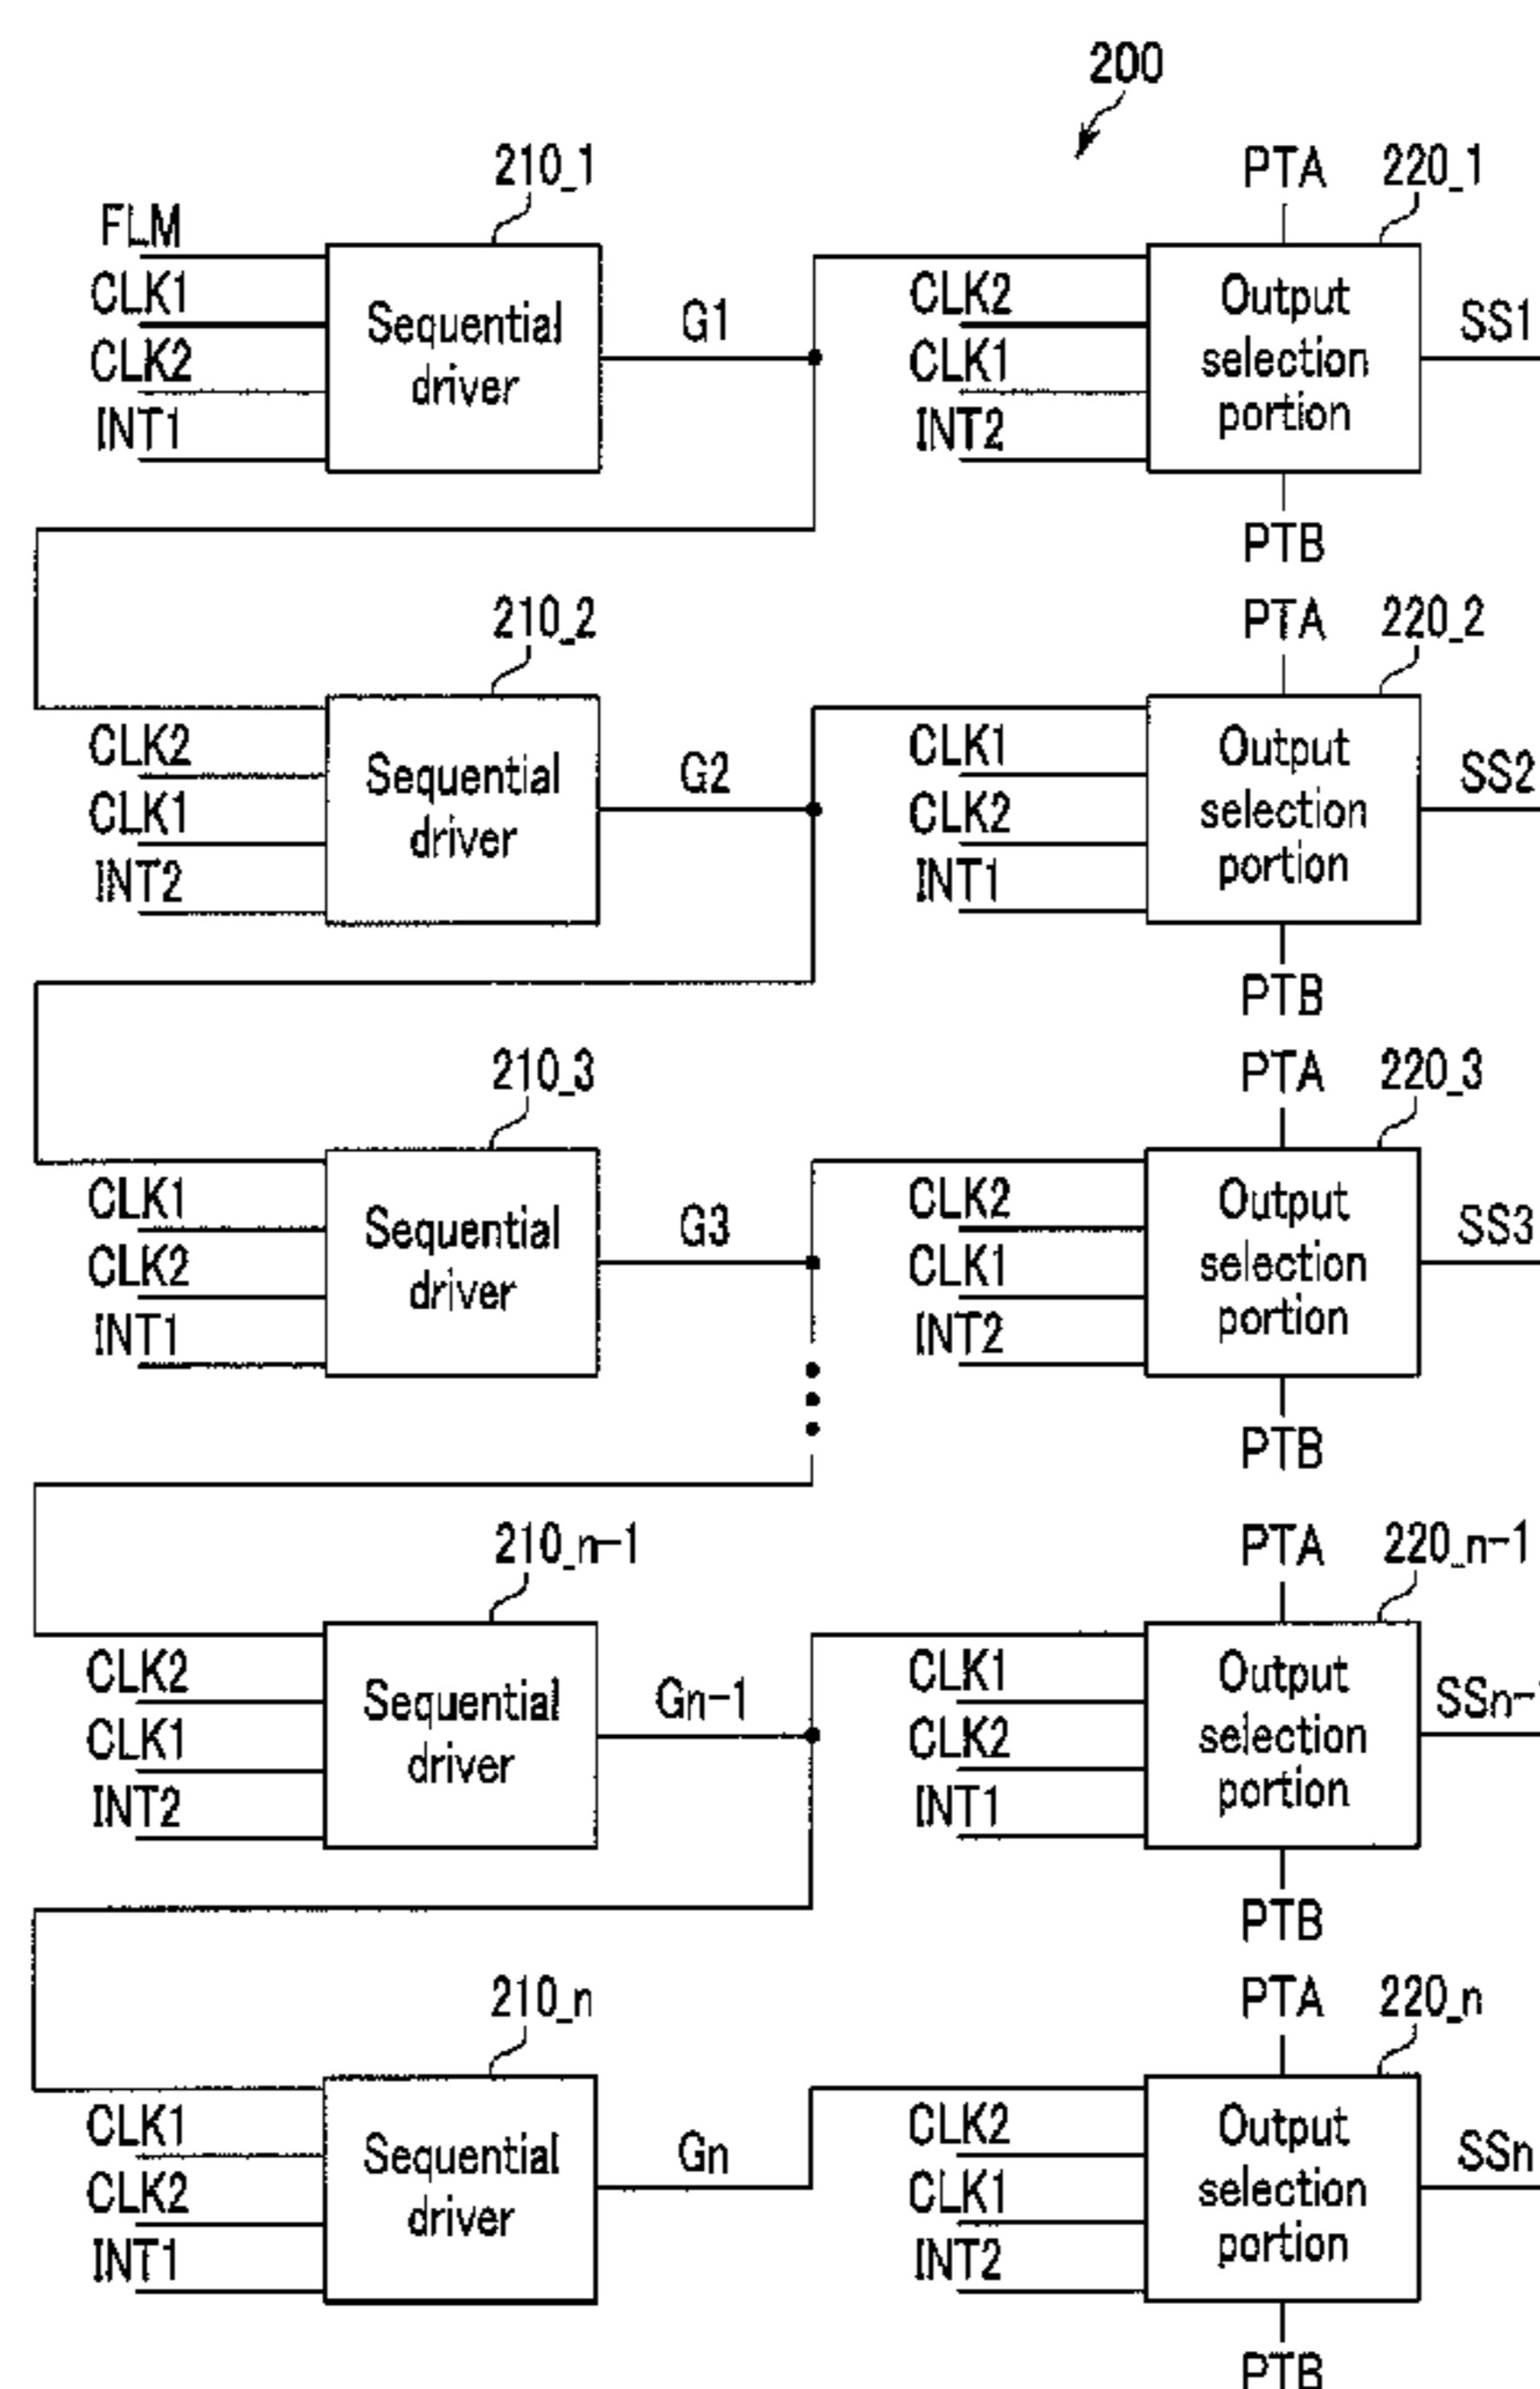 200
210_1
PTA
220_1
FLM
CLK1
CLK2
INT1
Sequential
driver
G1
CLK2
CLK1
INT2
Output
selection
portion
SS1
PTB
210_2
PTA
220_2
CLK2
CLK1
INT2
Sequential
driver
G2
CLK1
CLK2
INT1
Output
selection
portion
SS2
PTB
210_3
PTA
220_3
CLK1
CLK2
INT1
Sequential
driver
G3
CLK2
CLK1
INT2
Output
selection
portion
SS3
PTB
210_n-1
PTA
220_n-1
CLK2
CLK1
INT2
Sequential
driver
Gn-1
CLK1
CLK2
INT1
Output
selection
portion
SSn-1
PTB
210_n
PTA
220_n
CLK1
CLK2
INT1
Sequential
driver
Gn
CLK2
CLK1
INT2
Output
selection
portion
SSn
PTB